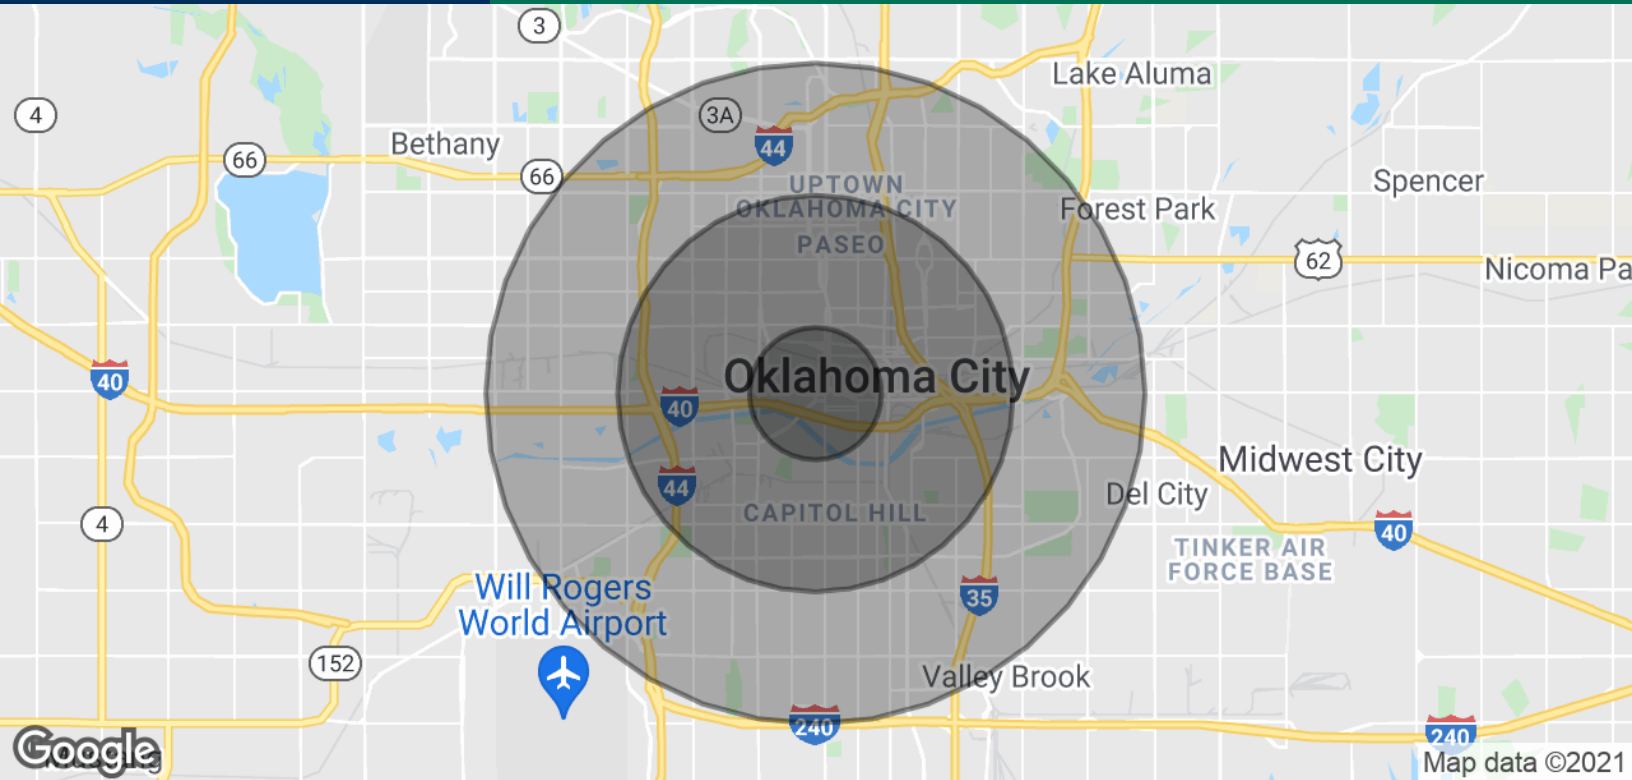 3
Lake Aluma
4
3A
Bethany
44
66
66
Spencer
UPTOWN
OKLAHOMA CITY
Forest Park
PASEO
62
Nicoma Pa
Oklahoma City
40
40
Midwest City
44
Del City
CAPITOL HILL
4
40
TINKER AIR
FORCE BASE
Will Rogers
World Airport
35
152
Valley Brook
240
240
Google
Mustang
Map data ©2021